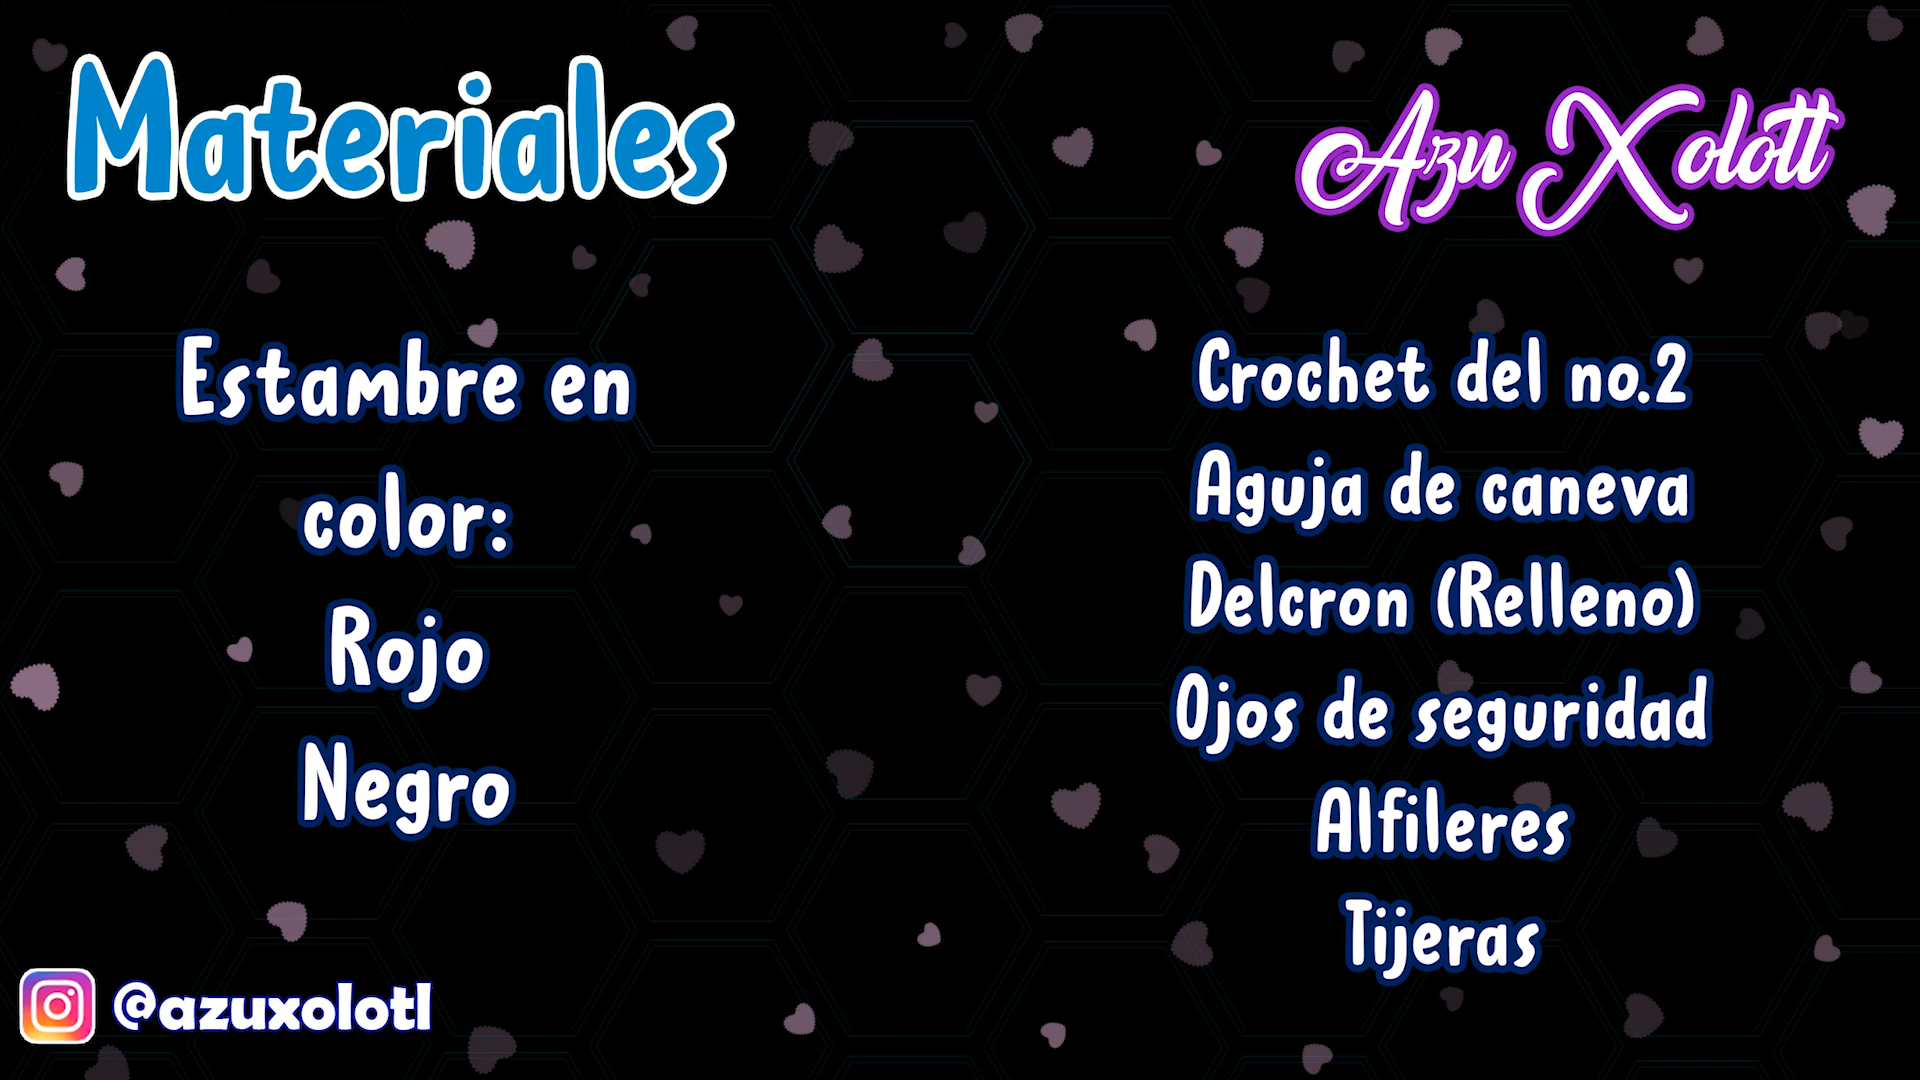 Materiales
Azu Xolotl
Estambre en
color:
Rojo
Negro
Crochet del no.2
Aguja de caneva
Delcron (Relleno)
Ojos de seguridad
Alfileres
Tijeras
@azuxolotl